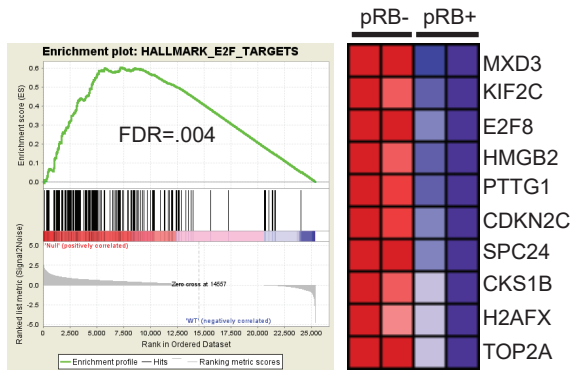 pRB- pRB+
Enrichment plot: HALLMARK_E2F_TARGETS
Enrichment score (ES)
0.6
0.5
0.4
0.3
0.2
0.1
0.0
FDR=.004
Ranked list metric (Signal2Noise)
5.0
'Null' (positively correlated)
2.5
0.0
Zero cross at 14557
-2.5
'WT' (negatively correlated)
-5.0
0 2,500 5,000 7,500 10,000 12,500 15,000 17,500 20,000 22,500 25,000
Rank in Ordered Dataset
Enrichment profile Hits Ranking metric scores
MXD3
KIF2C
E2F8
HMGB2
PTTG1
CDKN2C
SPC24
CKS1B
H2AFX
TOP2A